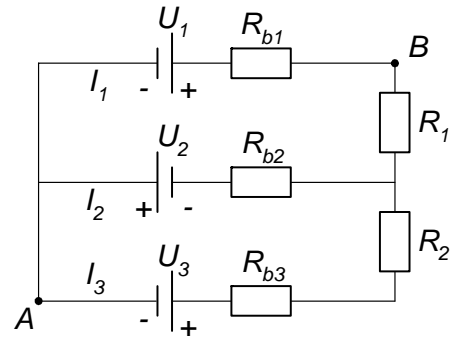 U1 Rb1 B
I1 - +
R1
U2 Rb2
I2 + -
R2
U3 Rb3
I3
A - +